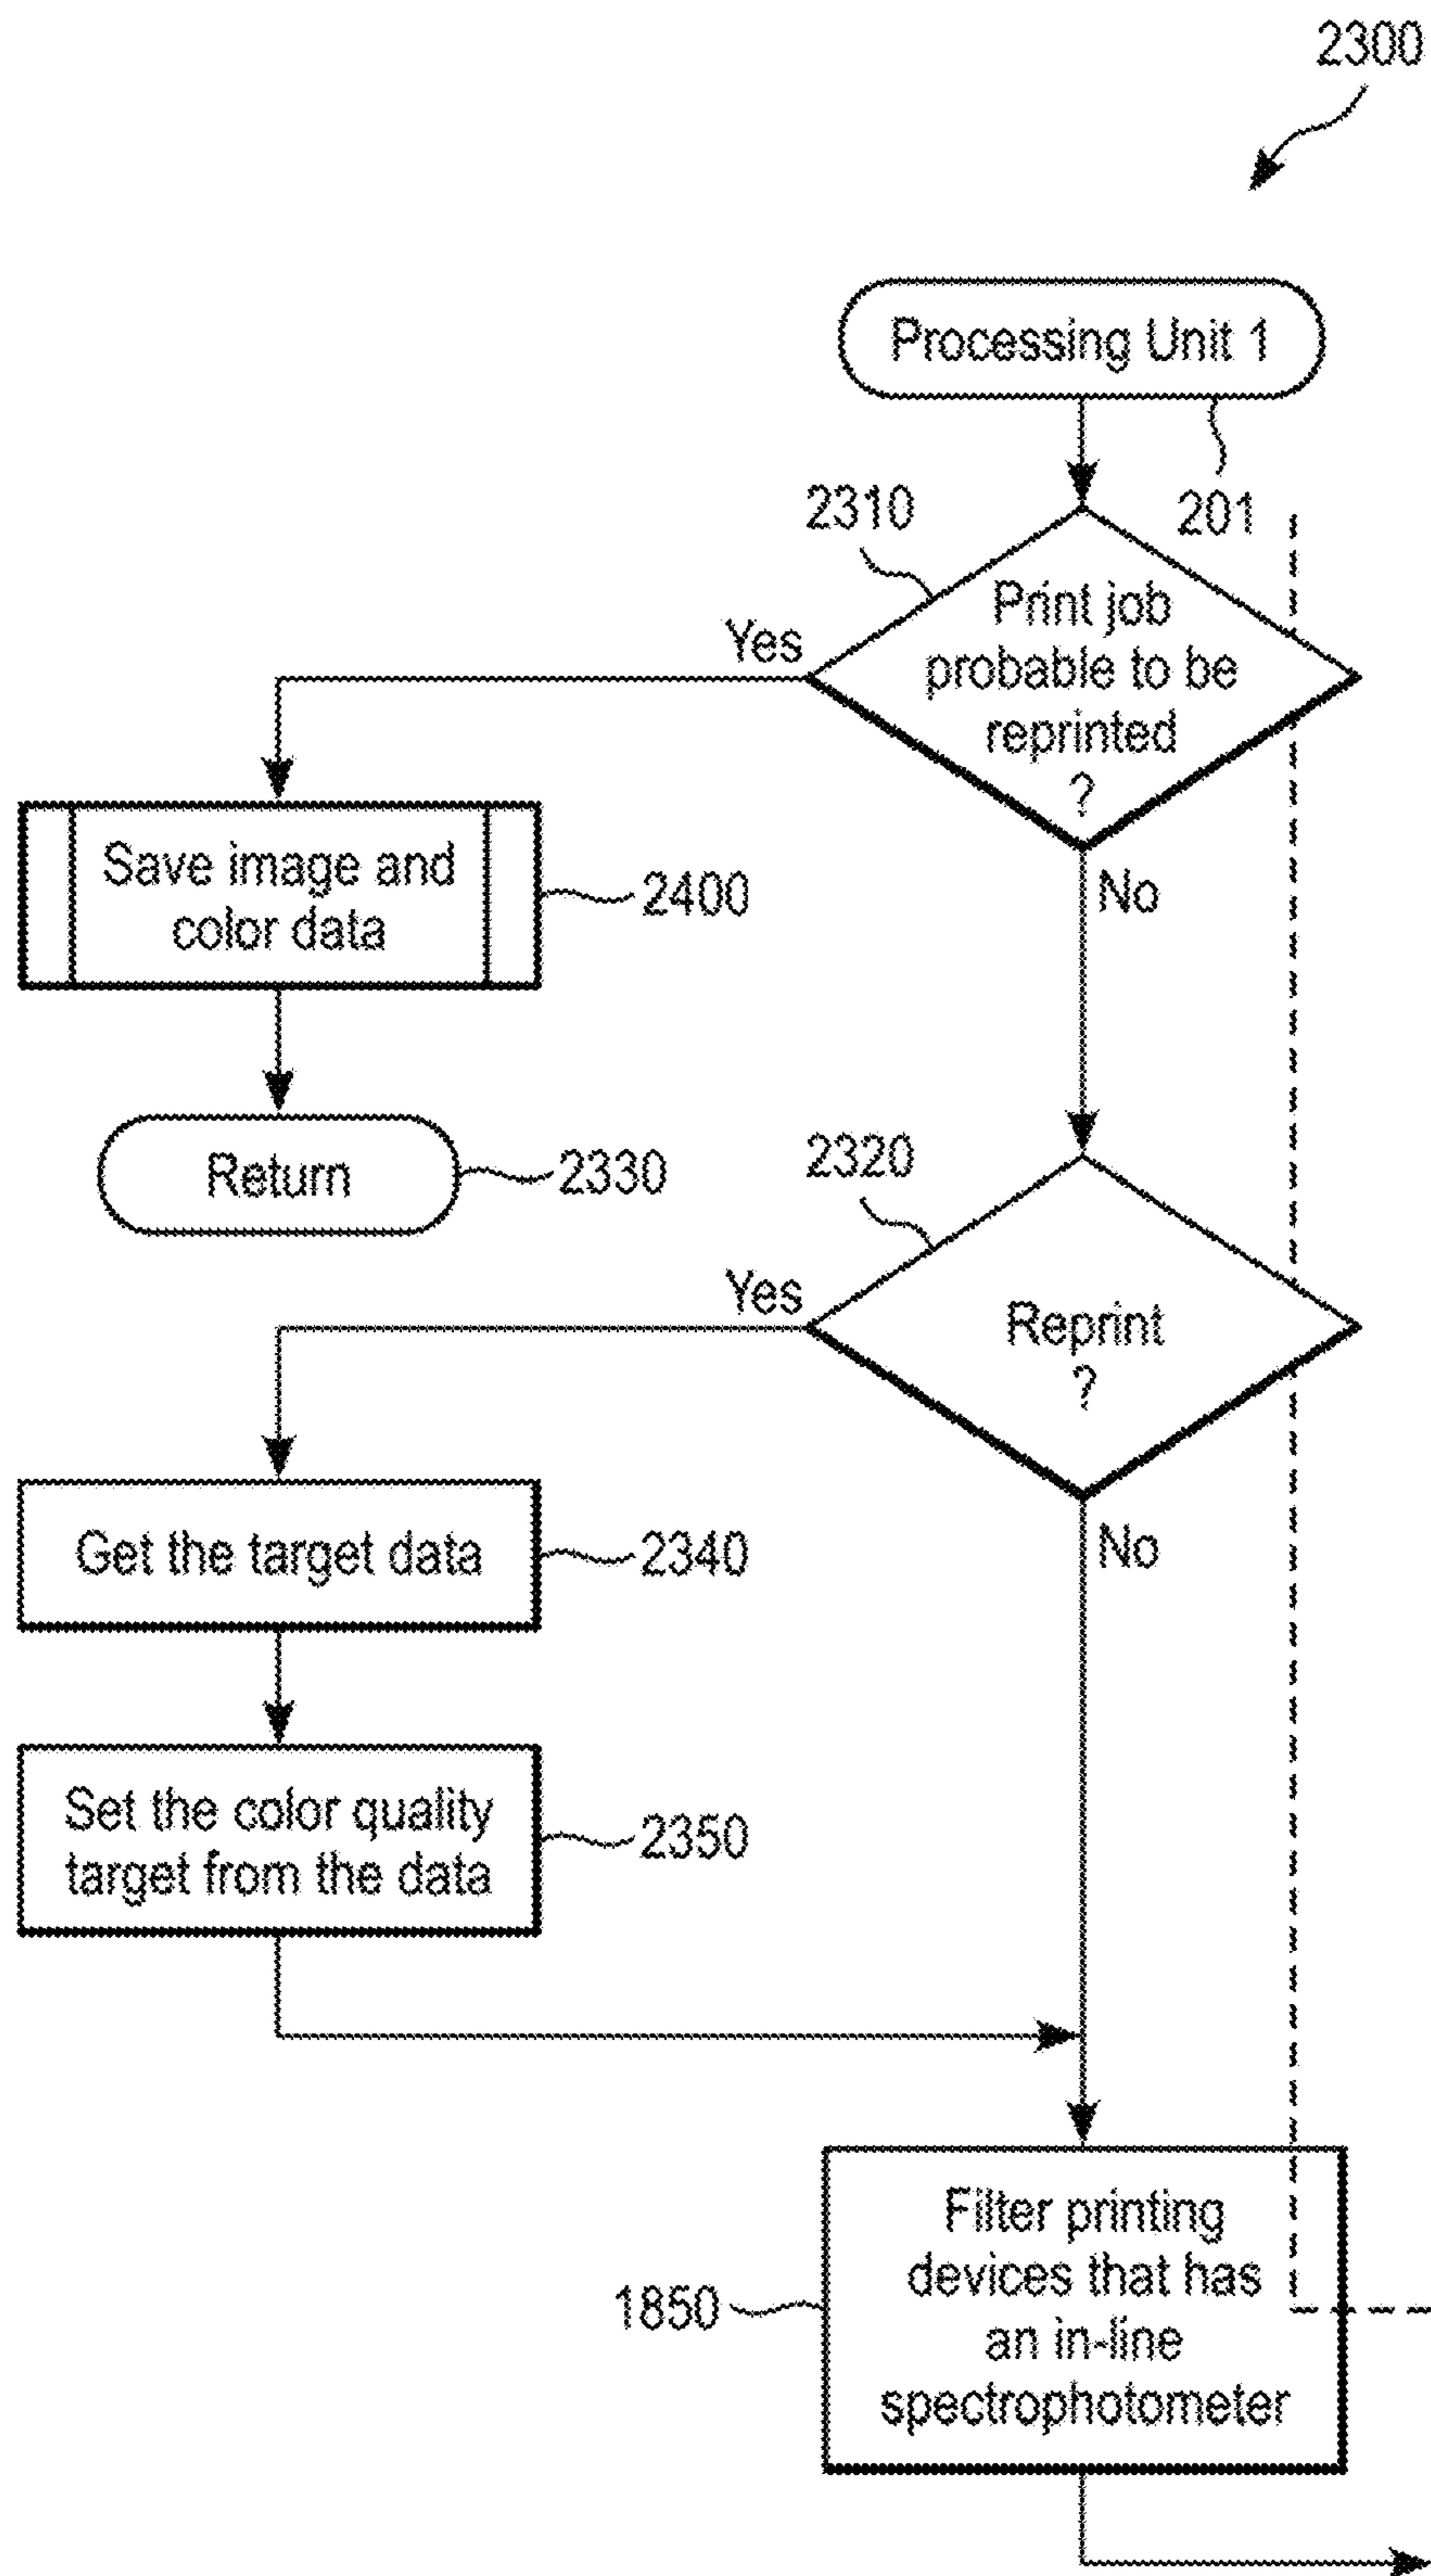 2300
Processing Unit 1
201
2310
Print job
probable to be
reprinted
?
Yes
No
Save image and
color data
2400
Return
2330
2320
Reprint
?
Yes
No
Get the target data
2340
Set the color quality
target from the data
2350
Filter printing
devices that has
an in-line
spectrophotometer
1850